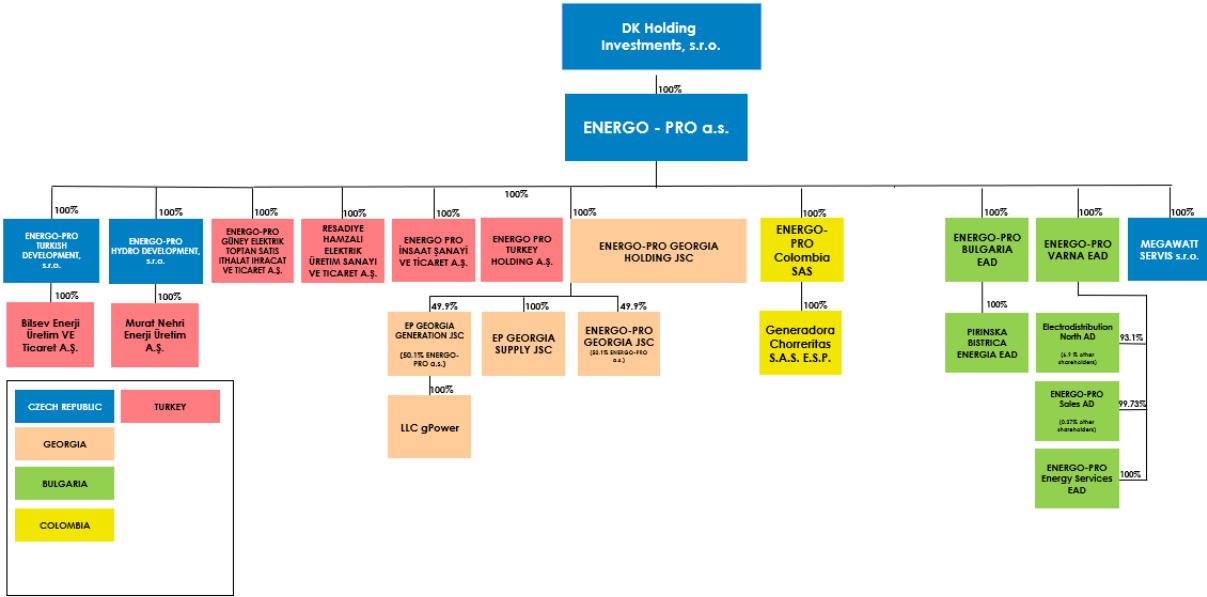 DK Holding
Investments, s.r.o.
100%
ENERGO - PRO a.s.
100%
100%
100%
100%
100%
100%
100%
100%
100%
100%
100%
ENERGO-PRO
TURKISH
DEVELOPMENT,
s.r.o.
ENERGO-PRO
HYDRO DEVELOPMENT,
s.r.o.
ENERGO-PRO
GÜNEY ELEKTRIK
TOPTAN SATIS
ITHALAT IHRACAT
VE TICARET A.Ş.
RESADIYE
HAMZALI
ELEKTRIK
ÜRETIM SANAYI
VE TICARET A.Ş.
ENERGO PRO
İNSAAT ŞANAYİ
VE TİCARET A.Ş.
ENERGO PRO
TURKEY
HOLDING A.Ş.
ENERGO-PRO GEORGIA
HOLDING JSC
ENERGO-
PRO
Colombia
SAS
ENERGO-PRO
BULGARIA
EAD
ENERGO-PRO
VARNA EAD
MEGAWATT
SERVIS s.r.o.
100%
100%
49.9%
100%
49.9%
100%
100%
Bilsev Enerji
Üretim VE
Ticaret A.Ş.
Murat Nehri
Enerji Üretim
A.Ş.
EP GEORGIA
GENERATION JSC
(50.1% ENERGO-
PRO a.s.)
EP GEORGIA
SUPPLY JSC
ENERGO-PRO
GEORGIA JSC
(50.1% ENERGO-PRO
a.s.)
Generadora
Chorreritas
S.A.S. E.S.P.
PIRINSKA
BISTRICA
ENERGIA EAD
Electrodistribution
North AD
(6.9 % other
shareholders)
93.1%
100%
LLC gPower
ENERGO-PRO
Sales AD
(0.27% other
shareholders)
99.73%
ENERGO-PRO
Energy Services
EAD
100%
CZECH REPUBLIC
TURKEY
GEORGIA
BULGARIA
COLOMBIA